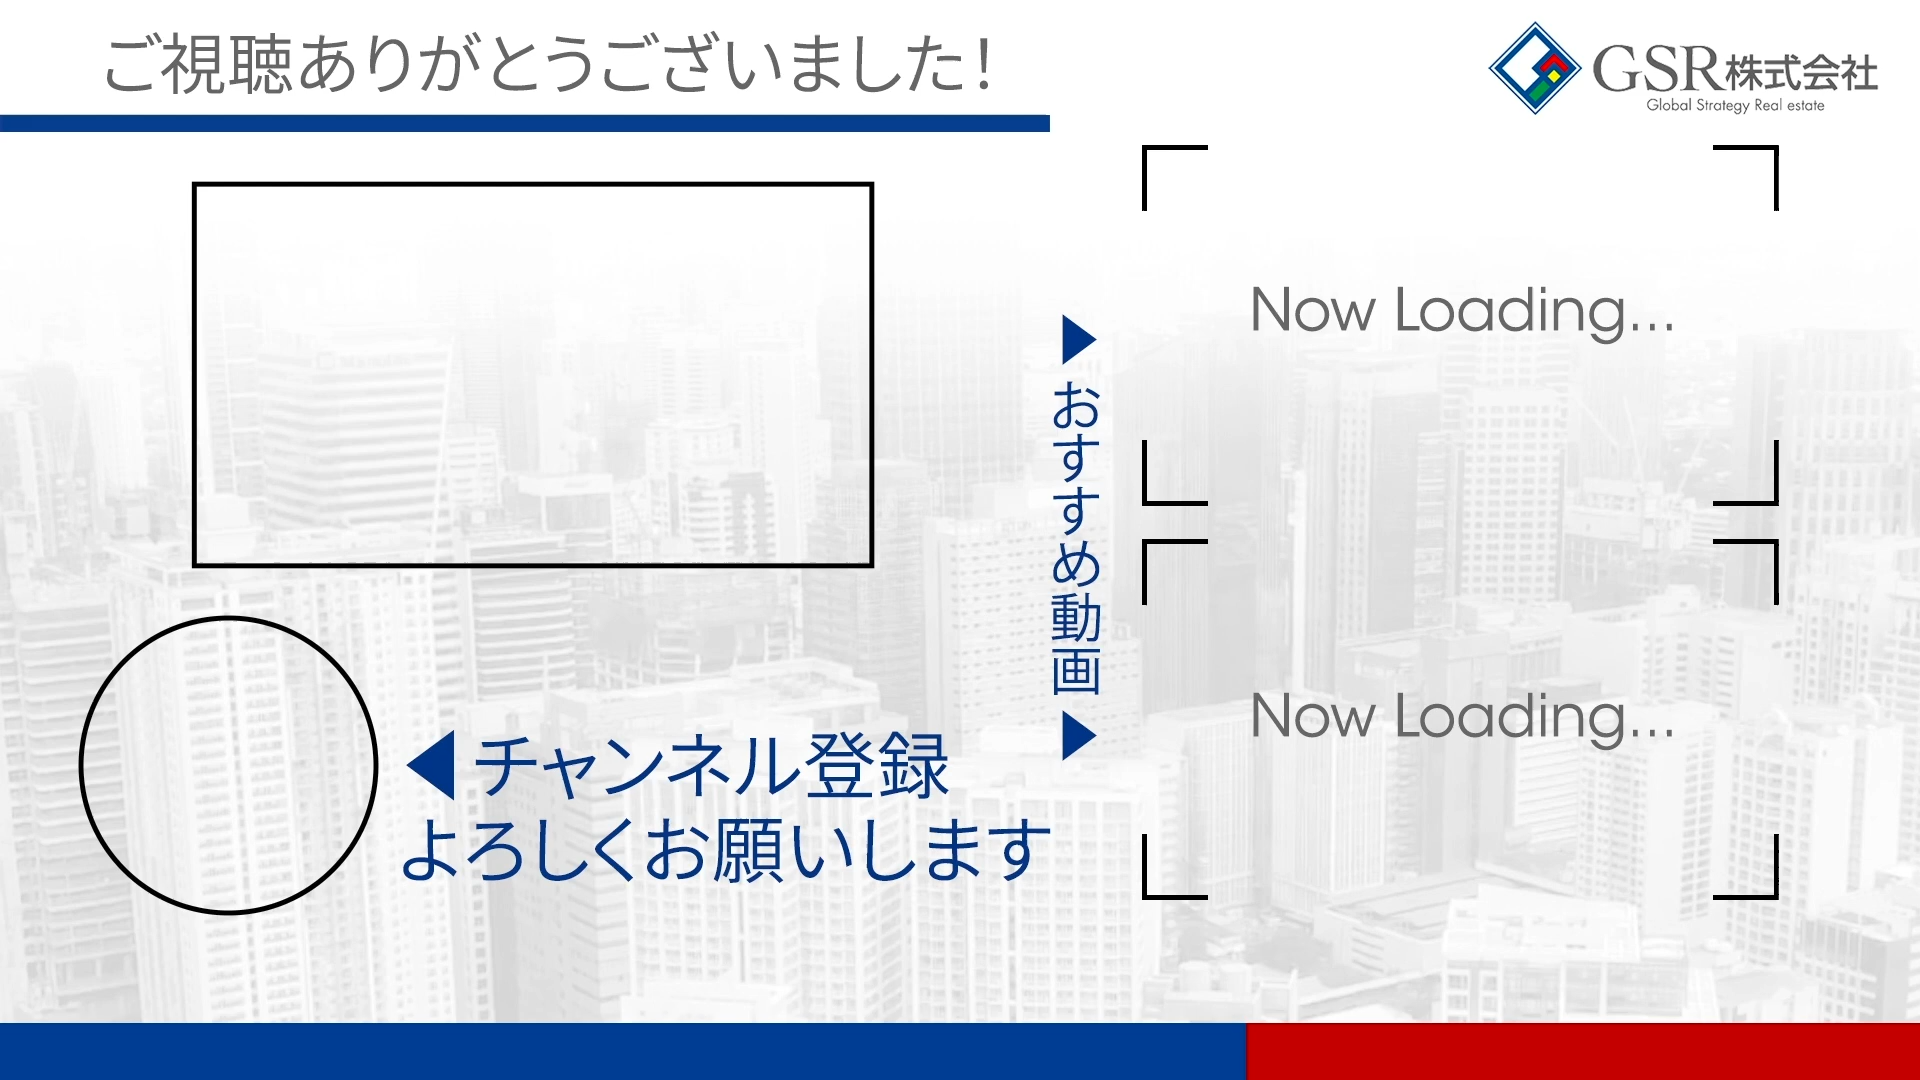 ご視聴ありがとうございました!
GSR株式会社
Global Strategy Real estate
Now Loading...
▶おすすめ動画▶
Now Loading...
◀チャンネル登録
よろしくお願いします